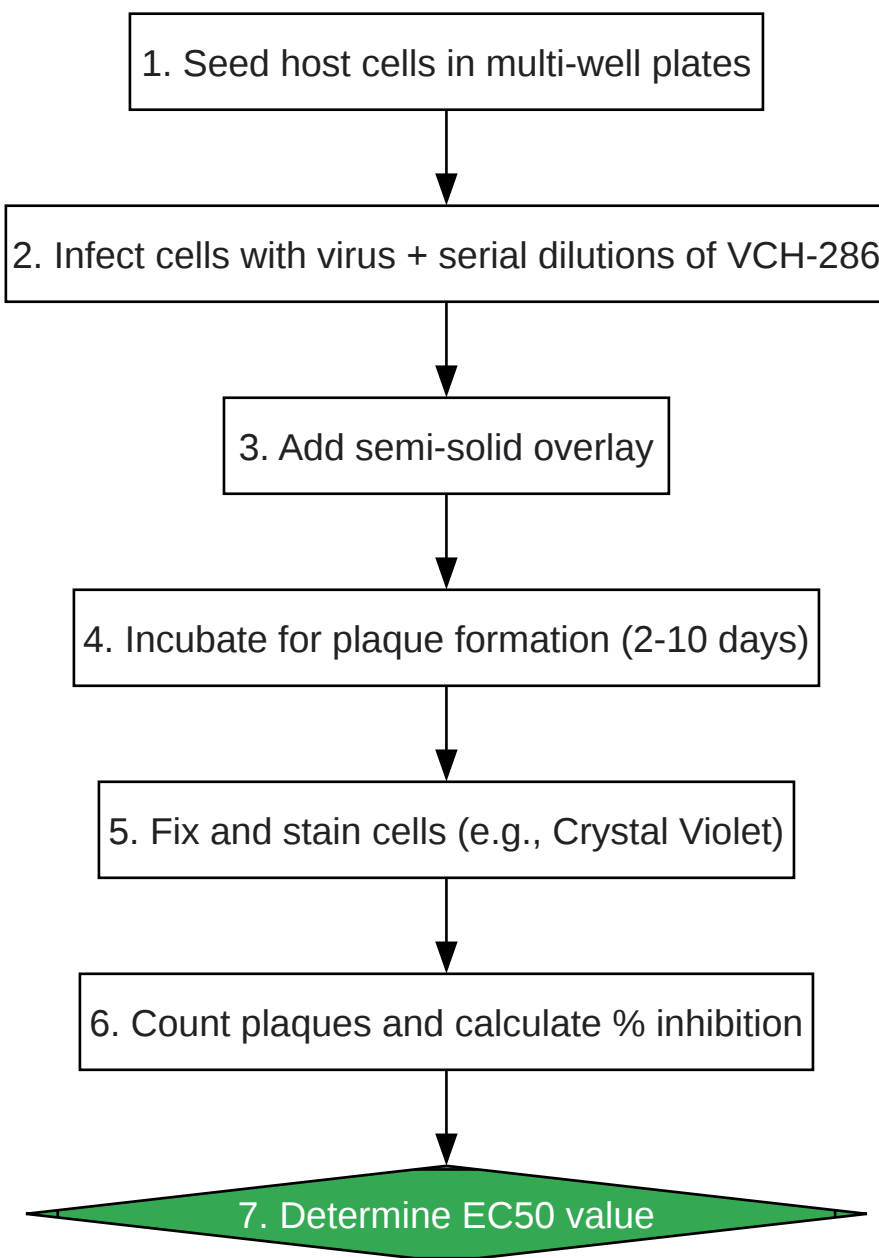 1. Seed host cells in multi-well plates
2. Infect cells with virus + serial dilutions of VCH-286
3. Add semi-solid overlay
4. Incubate for plaque formation (2-10 days)
5. Fix and stain cells (e.g., Crystal Violet)
6. Count plaques and calculate % inhibition
7. Determine EC50 value